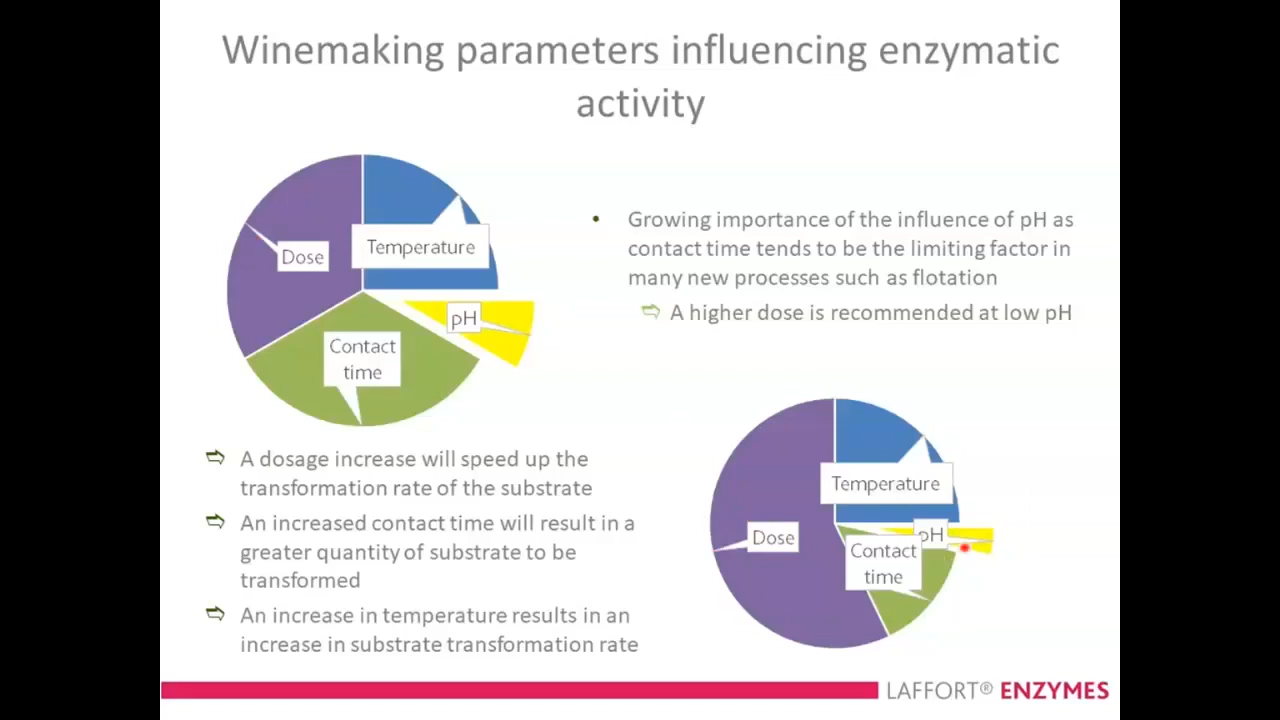 Winemaking parameters influencing enzymatic
activity
Dose
Temperature
pH
Contact
time
• Growing importance of the influence of pH as
contact time tends to be the limiting factor in
many new processes such as flotation
⇨ A higher dose is recommended at low pH
⇨ A dosage increase will speed up the
transformation rate of the substrate
⇨ An increased contact time will result in a
greater quantity of substrate to be
transformed
⇨ An increase in temperature results in an
increase in substrate transformation rate
Temperature
Dose
pH
Contact
time
LAFFORT® ENZYMES